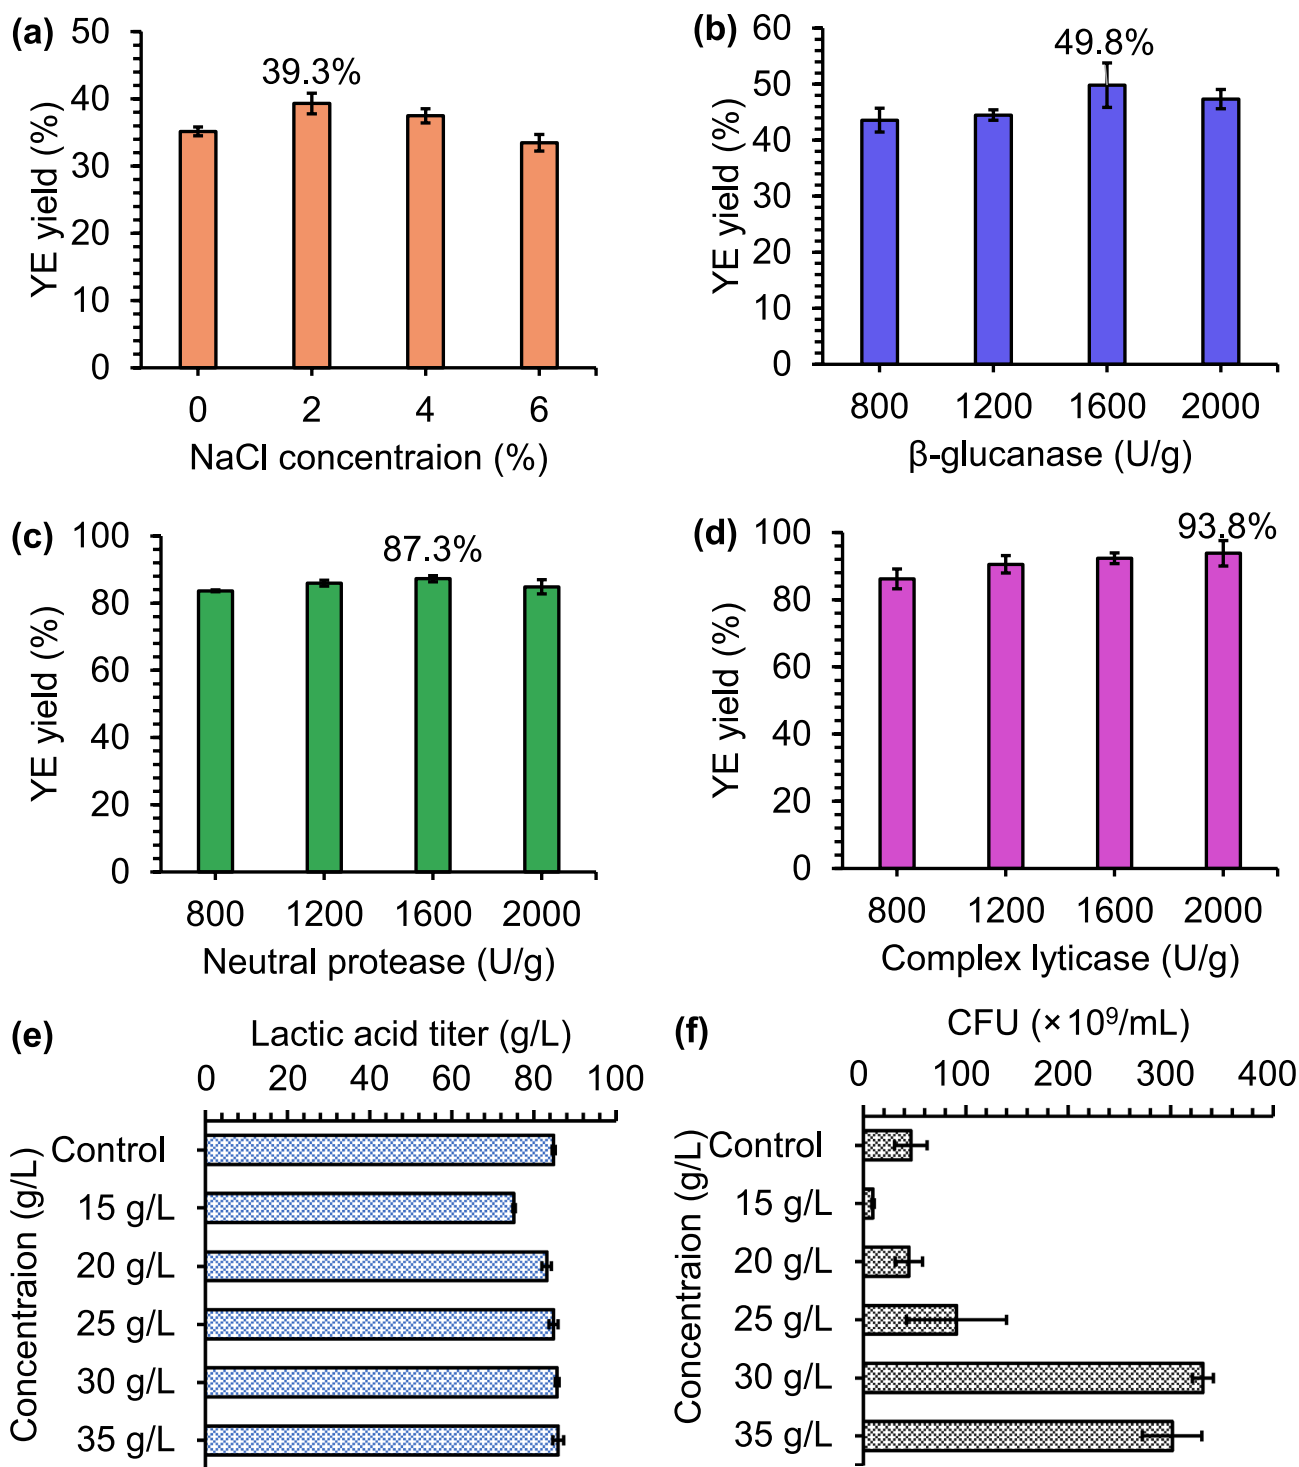 (a)
50
40
30
20
10
0
YE yield (%)
39.3%
0 2 4 6
NaCl concentraion (%)
(b)
60
50
40
30
20
10
0
YE yield (%)
49.8%
800 1200 1600 2000
β-glucanase (U/g)
(c)
100
80
60
40
20
0
YE yield (%)
87.3%
800 1200 1600 2000
Neutral protease (U/g)
(d)
100
80
60
40
20
0
YE yield (%)
93.8%
800 1200 1600 2000
Complex lyticase (U/g)
(e)
Lactic acid titer (g/L)
0 20 40 60 80 100
Concentraion (g/L)
Control
15 g/L
20 g/L
25 g/L
30 g/L
35 g/L
(f)
CFU (×10⁹/mL)
0 100 200 300 400
Concentraion (g/L)
Control
15 g/L
20 g/L
25 g/L
30 g/L
35 g/L